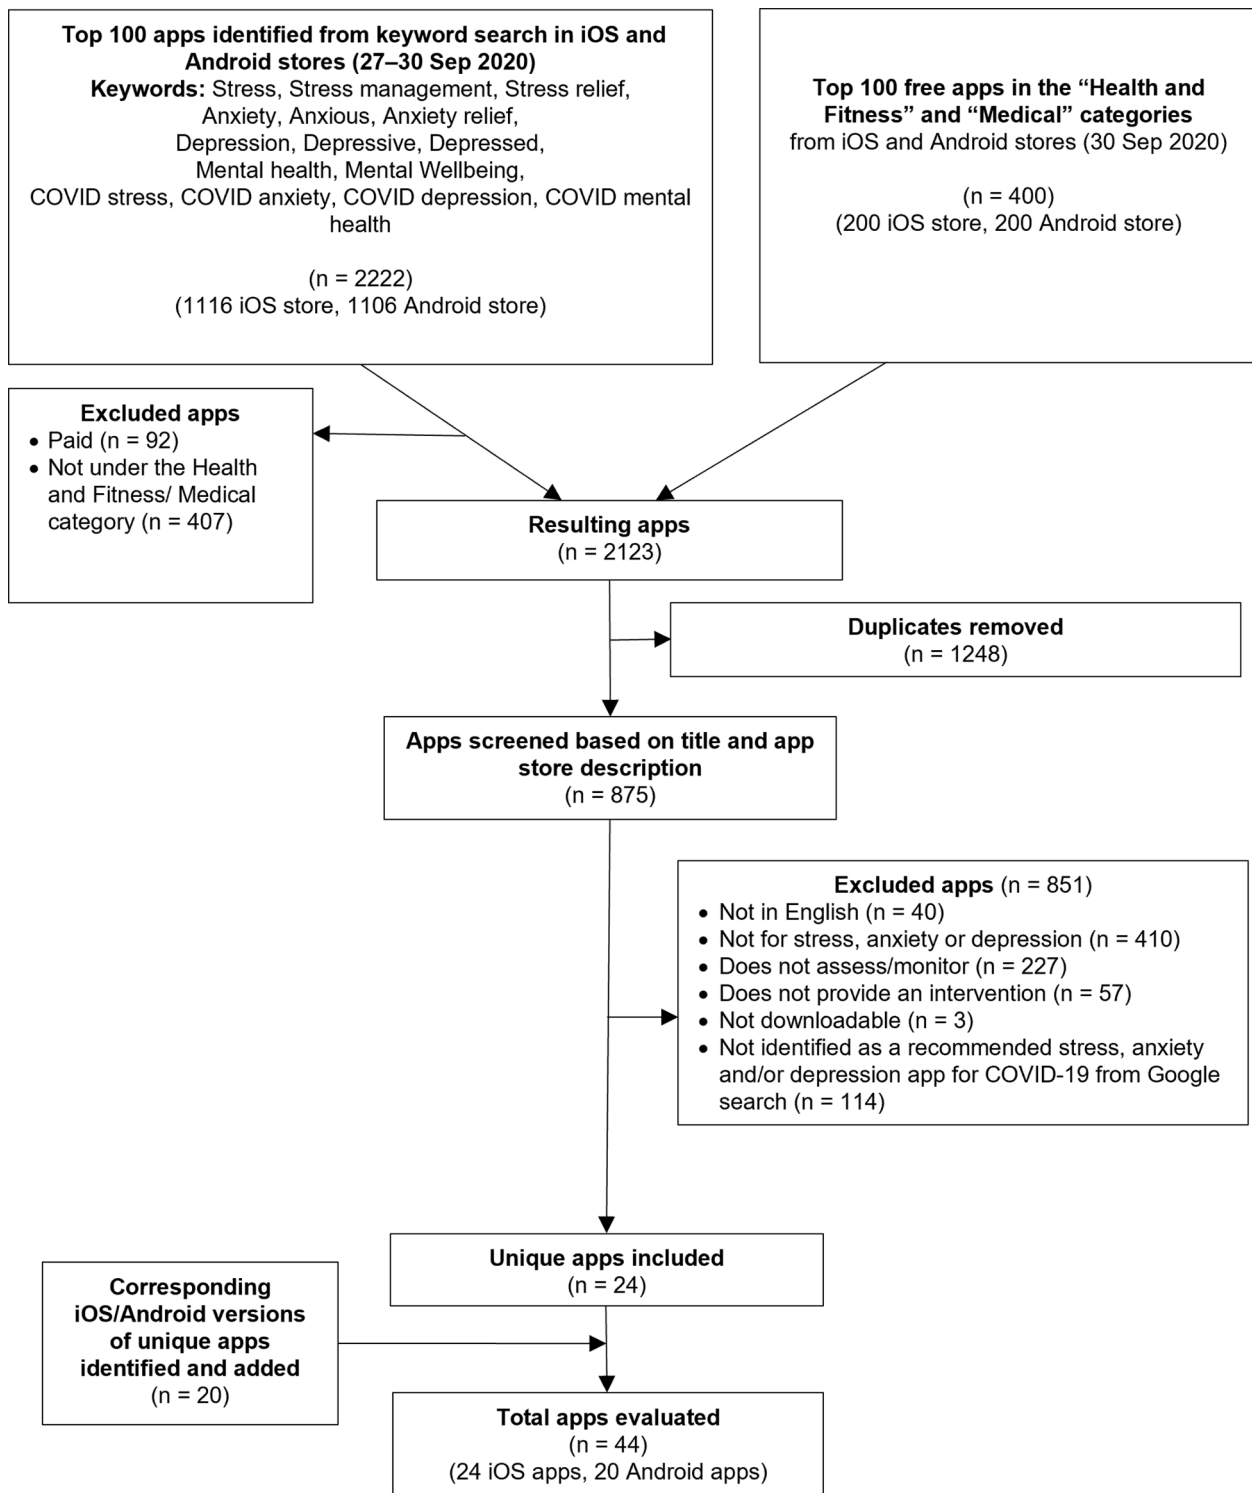 Top 100 apps identified from keyword search in iOS and
Android stores (27–30 Sep 2020)
Keywords: Stress, Stress management, Stress relief,
Anxiety, Anxious, Anxiety relief,
Depression, Depressive, Depressed,
Mental health, Mental Wellbeing,
COVID stress, COVID anxiety, COVID depression, COVID mental
health
(n = 2222)
(1116 iOS store, 1106 Android store)
Top 100 free apps in the “Health and
Fitness” and “Medical” categories
from iOS and Android stores (30 Sep 2020)
(n = 400)
(200 iOS store, 200 Android store)
Excluded apps
• Paid (n = 92)
• Not under the Health
and Fitness/ Medical
category (n = 407)
Resulting apps
(n = 2123)
Duplicates removed
(n = 1248)
Apps screened based on title and app
store description
(n = 875)
Excluded apps (n = 851)
• Not in English (n = 40)
• Not for stress, anxiety or depression (n = 410)
• Does not assess/monitor (n = 227)
• Does not provide an intervention (n = 57)
• Not downloadable (n = 3)
• Not identified as a recommended stress, anxiety
and/or depression app for COVID-19 from Google
search (n = 114)
Unique apps included
(n = 24)
Corresponding
iOS/Android versions
of unique apps
identified and added
(n = 20)
Total apps evaluated
(n = 44)
(24 iOS apps, 20 Android apps)